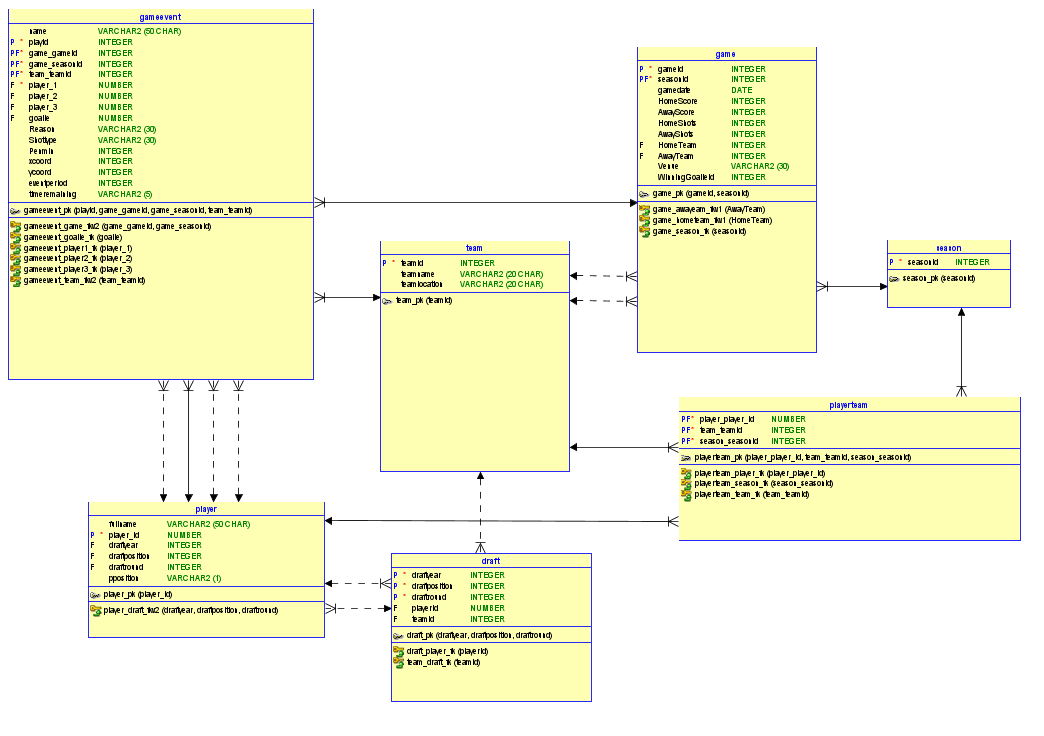 gameevent
name VARCHAR2 (50 CHAR)
P * playid INTEGER
PF* game_gameid INTEGER
PF* game_seasonid INTEGER
PF* team_teamid INTEGER
F * player_1 NUMBER
F player_2 NUMBER
F player_3 NUMBER
F goalie NUMBER
Reason VARCHAR2 (30)
Shottype VARCHAR2 (30)
Penmin INTEGER
xcoord INTEGER
ycoord INTEGER
eventperiod INTEGER
timeremaining VARCHAR2 (5)
gameevent_pk (playid, game_gameid, game_seasonid, team_teamid)
gameevent_game_fkv2 (game_gameid, game_seasonid)
gameevent_goalie_fk (goalie)
gameevent_player1_fk (player_1)
gameevent_player2_fk (player_2)
gameevent_player3_fk (player_3)
gameevent_team_fkv2 (team_teamid)
game
P * gameid INTEGER
PF* seasonid INTEGER
gamedate DATE
HomeScore INTEGER
AwayScore INTEGER
HomeShots INTEGER
AwayShots INTEGER
F HomeTeam INTEGER
F AwayTeam INTEGER
Venue VARCHAR2 (30)
WinningGoalieId INTEGER
game_pk (gameid, seasonid)
game_awayeam_fkv1 (AwayTeam)
game_hometeam_fkv1 (HomeTeam)
game_season_fk (seasonid)
team
P * teamid INTEGER
teamname VARCHAR2 (20 CHAR)
teamlocation VARCHAR2 (20 CHAR)
team_pk (teamid)
season
P * seasonid INTEGER
season_pk (seasonid)
playerteam
PF* player_player_id NUMBER
PF* team_teamid INTEGER
PF* season_seasonid INTEGER
playerteam_pk (player_player_id, team_teamid, season_seasonid)
playerteam_player_fk (player_player_id)
playerteam_season_fk (season_seasonid)
playerteam_team_fk (team_teamid)
player
fullname VARCHAR2 (50 CHAR)
P * player_id NUMBER
F draftyear INTEGER
F draftposition INTEGER
F draftround INTEGER
pposition VARCHAR2 (1)
player_pk (player_id)
player_draft_fkv2 (draftyear, draftposition, draftround)
draft
P * draftyear INTEGER
P * draftposition INTEGER
P * draftround INTEGER
F playerid NUMBER
F teamid INTEGER
draft_pk (draftyear, draftposition, draftround)
draft_player_fk (playerid)
team_draft_fk (teamid)